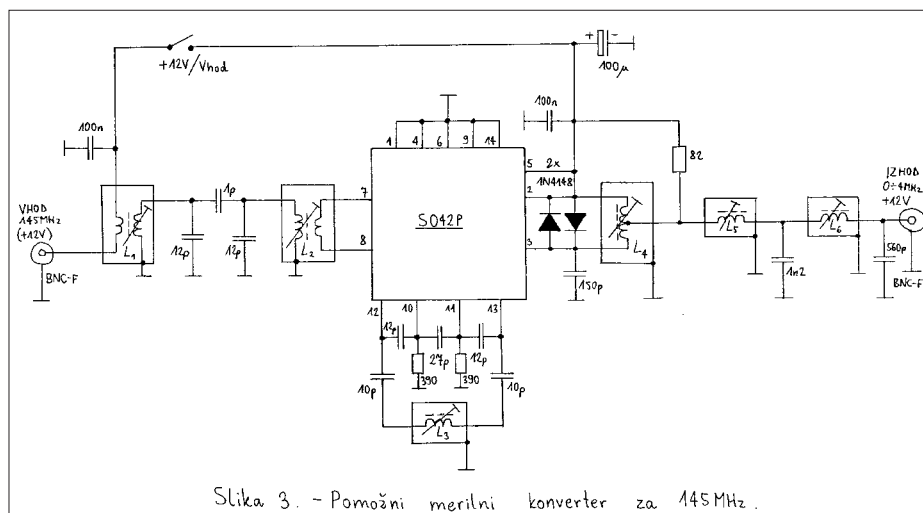 +12V/Vhod
+ -
100μ
100n
100n
1 4 6 9 14
5 2x
1N4148
82
VHOD
145MHz
(+12V)
BNC-F
L1
12p
1p
12p
L2
7
8
SO42P
2
3
150p
L4
L5
1n2
L6
560p
IZHOD
0÷4MHz
+12V
BNC-F
12 10 11 13
12p
27p
12p
390
390
10p
10p
L3
Slika 3. - Pomožni merilni konverter za 145MHz.